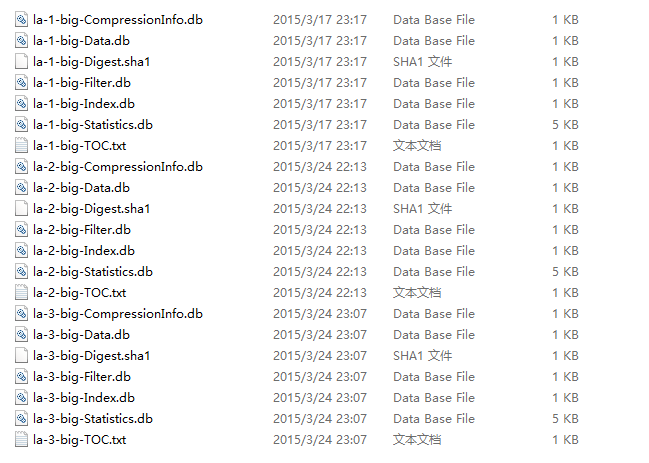 la-1-big-CompressionInfo.db 2015/3/17 23:17 Data Base File 1 KB
la-1-big-Data.db 2015/3/17 23:17 Data Base File 1 KB
la-1-big-Digest.sha1 2015/3/17 23:17 SHA1 文件 1 KB
la-1-big-Filter.db 2015/3/17 23:17 Data Base File 1 KB
la-1-big-Index.db 2015/3/17 23:17 Data Base File 1 KB
la-1-big-Statistics.db 2015/3/17 23:17 Data Base File 5 KB
la-1-big-TOC.txt 2015/3/17 23:17 文本文档 1 KB
la-2-big-CompressionInfo.db 2015/3/24 22:13 Data Base File 1 KB
la-2-big-Data.db 2015/3/24 22:13 Data Base File 1 KB
la-2-big-Digest.sha1 2015/3/24 22:13 SHA1 文件 1 KB
la-2-big-Filter.db 2015/3/24 22:13 Data Base File 1 KB
la-2-big-Index.db 2015/3/24 22:13 Data Base File 1 KB
la-2-big-Statistics.db 2015/3/24 22:13 Data Base File 5 KB
la-2-big-TOC.txt 2015/3/24 22:13 文本文档 1 KB
la-3-big-CompressionInfo.db 2015/3/24 23:07 Data Base File 1 KB
la-3-big-Data.db 2015/3/24 23:07 Data Base File 1 KB
la-3-big-Digest.sha1 2015/3/24 23:07 SHA1 文件 1 KB
la-3-big-Filter.db 2015/3/24 23:07 Data Base File 1 KB
la-3-big-Index.db 2015/3/24 23:07 Data Base File 1 KB
la-3-big-Statistics.db 2015/3/24 23:07 Data Base File 5 KB
la-3-big-TOC.txt 2015/3/24 23:07 文本文档 1 KB